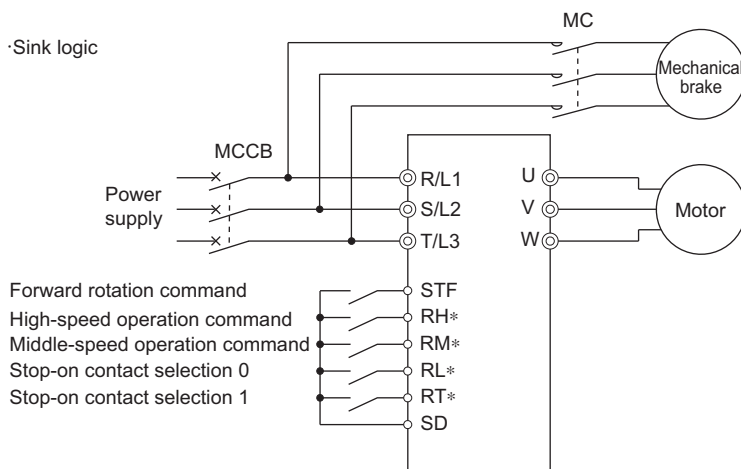 ·Sink logic
MC
Mechanical
brake
MCCB
Power
supply
R/L1
S/L2
T/L3
U
V
W
Motor
Forward rotation command
STF
High-speed operation command
RH*
Middle-speed operation command
RM*
Stop-on contact selection 0
RL*
Stop-on contact selection 1
RT*
SD